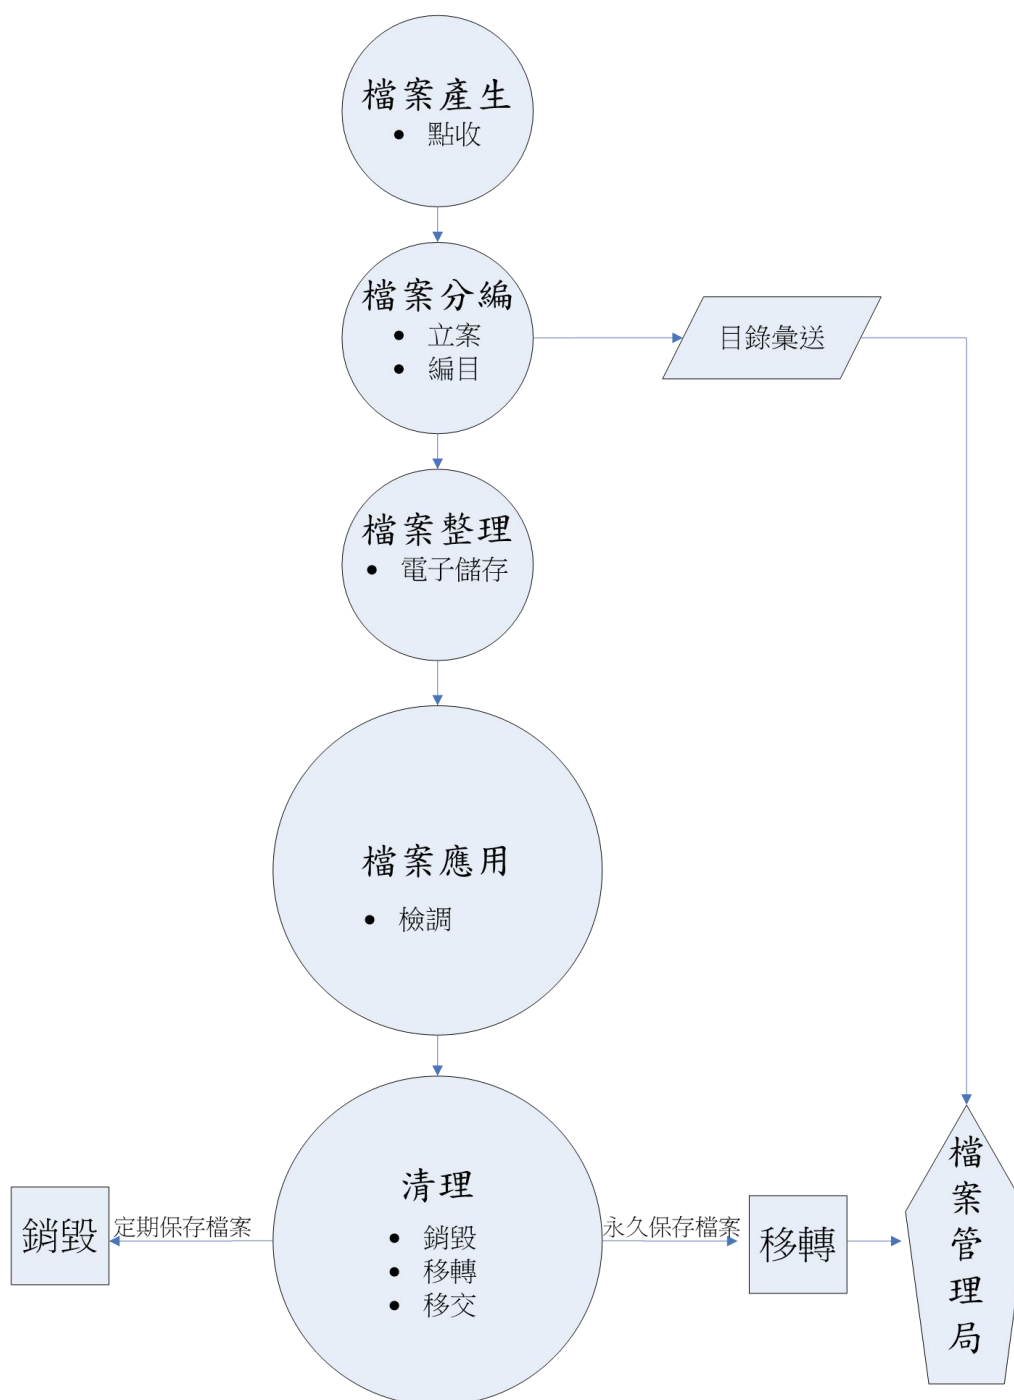 檔案產生
• 點收
檔案分編
• 立案
• 編目
目錄彙送
檔案整理
• 電子儲存
檔案應用
• 檢調
清理
• 銷毀
• 移轉
• 移交
定期保存檔案
銷毀
永久保存檔案
移轉
檔案管理局